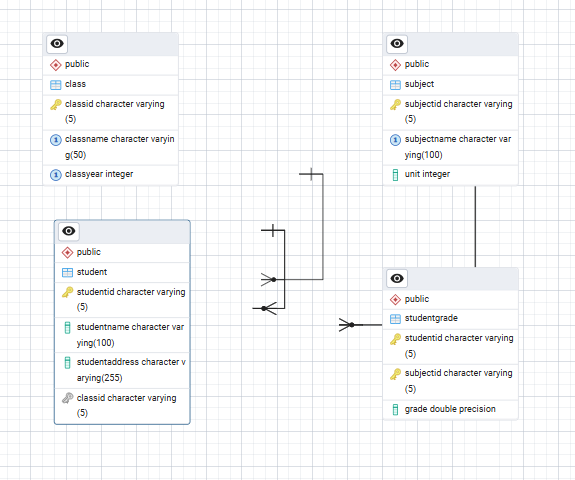 public
class
classid character varying
(5)
classname character varyin
g(50)
classyear integer
public
subject
subjectid character varying
(5)
subjectname character var
ying(100)
unit integer
public
student
studentid character varying
(5)
studentname character var
ying(100)
studentaddress character v
arying(255)
classid character varying
(5)
public
studentgrade
studentid character varying
(5)
subjectid character varying
(5)
grade double precision